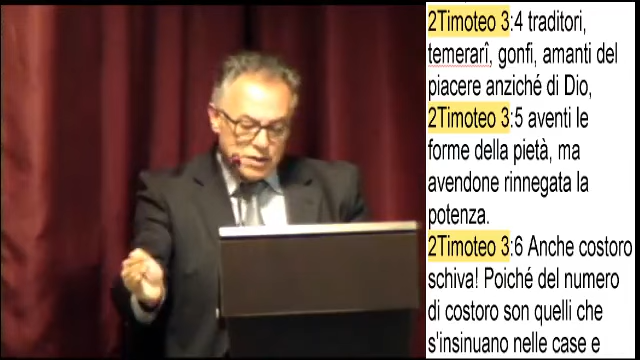 2Timoteo 3:4 traditori,
temerarî, gonfi, amanti del
piacere anziché di Dio,
2Timoteo 3:5 aventi le
forme della pietà, ma
avendone rinnegata la
potenza.
2Timoteo 3:6 Anche costoro
schiva! Poiché del numero
di costoro son quelli che
s'insinuano nelle case e